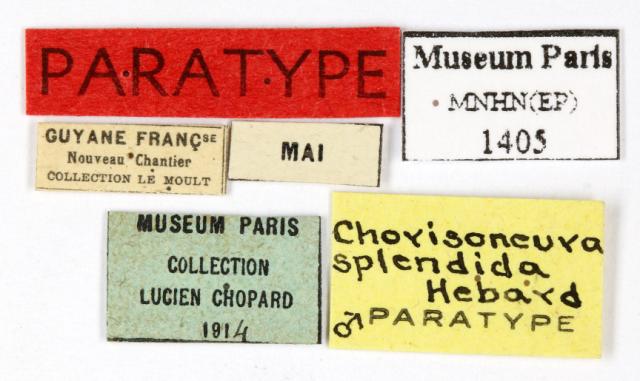 PARATYPE
Museum Paris
MNHN(EP)
1405
GUYANE FRANÇSE
Nouveau Chantier
COLLECTION LE MOULT
MAI
MUSEUM PARIS
COLLECTION
LUCIEN CHOPARD
1914
Chorisoneura
splendida
Hebard
♂ PARATYPE